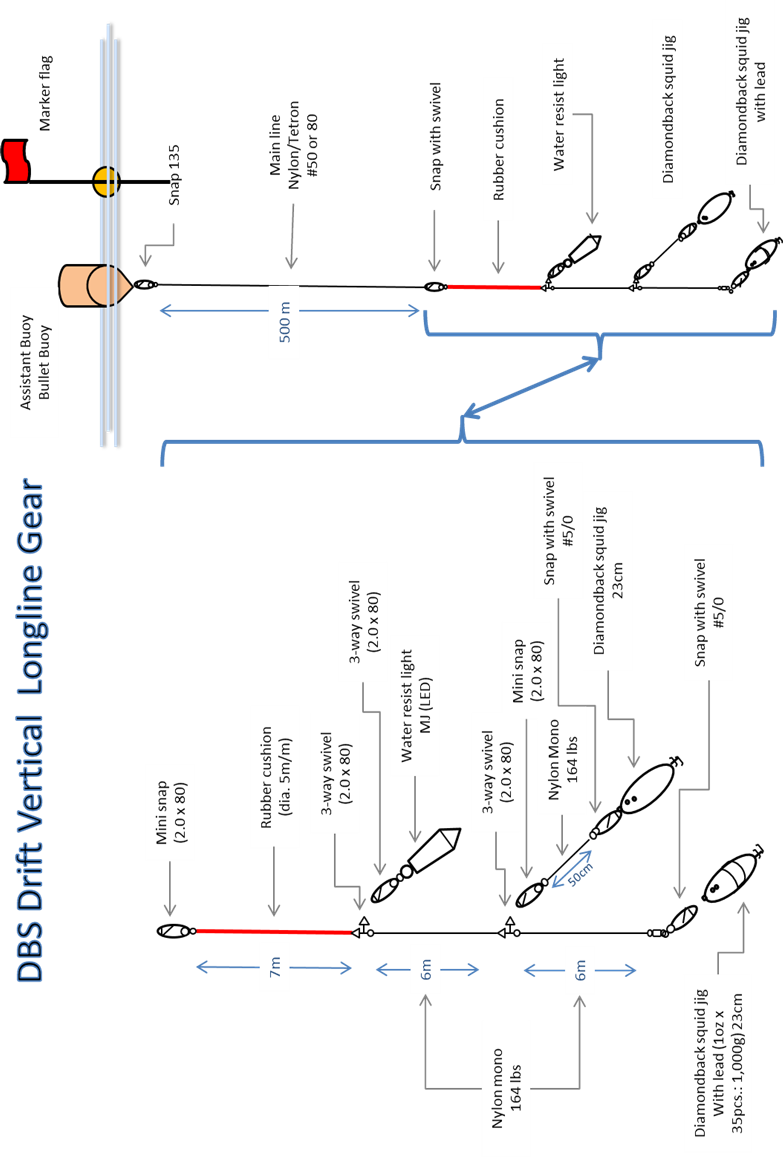 DBS Drift Vertical Longline Gear
Mini snap
(2.0 x 80)
Rubber cushion
(dia. 5m/m)
3-way swivel
(2.0 x 80)
3-way swivel
(2.0 x 80)
Water resist light
MJ (LED)
3-way swivel
(2.0 x 80)
Mini snap
(2.0 x 80)
Nylon Mono
164 lbs
Snap with swivel
#5/0
Diamondback squid jig
23cm
Snap with swivel
#5/0
7m
6m
6m
50cm
Nylon mono
164 lbs
Diamondback squid jig
With lead (1oz x
35pcs.: 1,000g) 23cm
Assistant Buoy
Bullet Buoy
Marker flag
Snap 135
Main line
Nylon/Tetron
#50 or 80
500 m
Snap with swivel
Rubber cushion
Water resist light
Diamondback squid jig
Diamondback squid jig
with lead